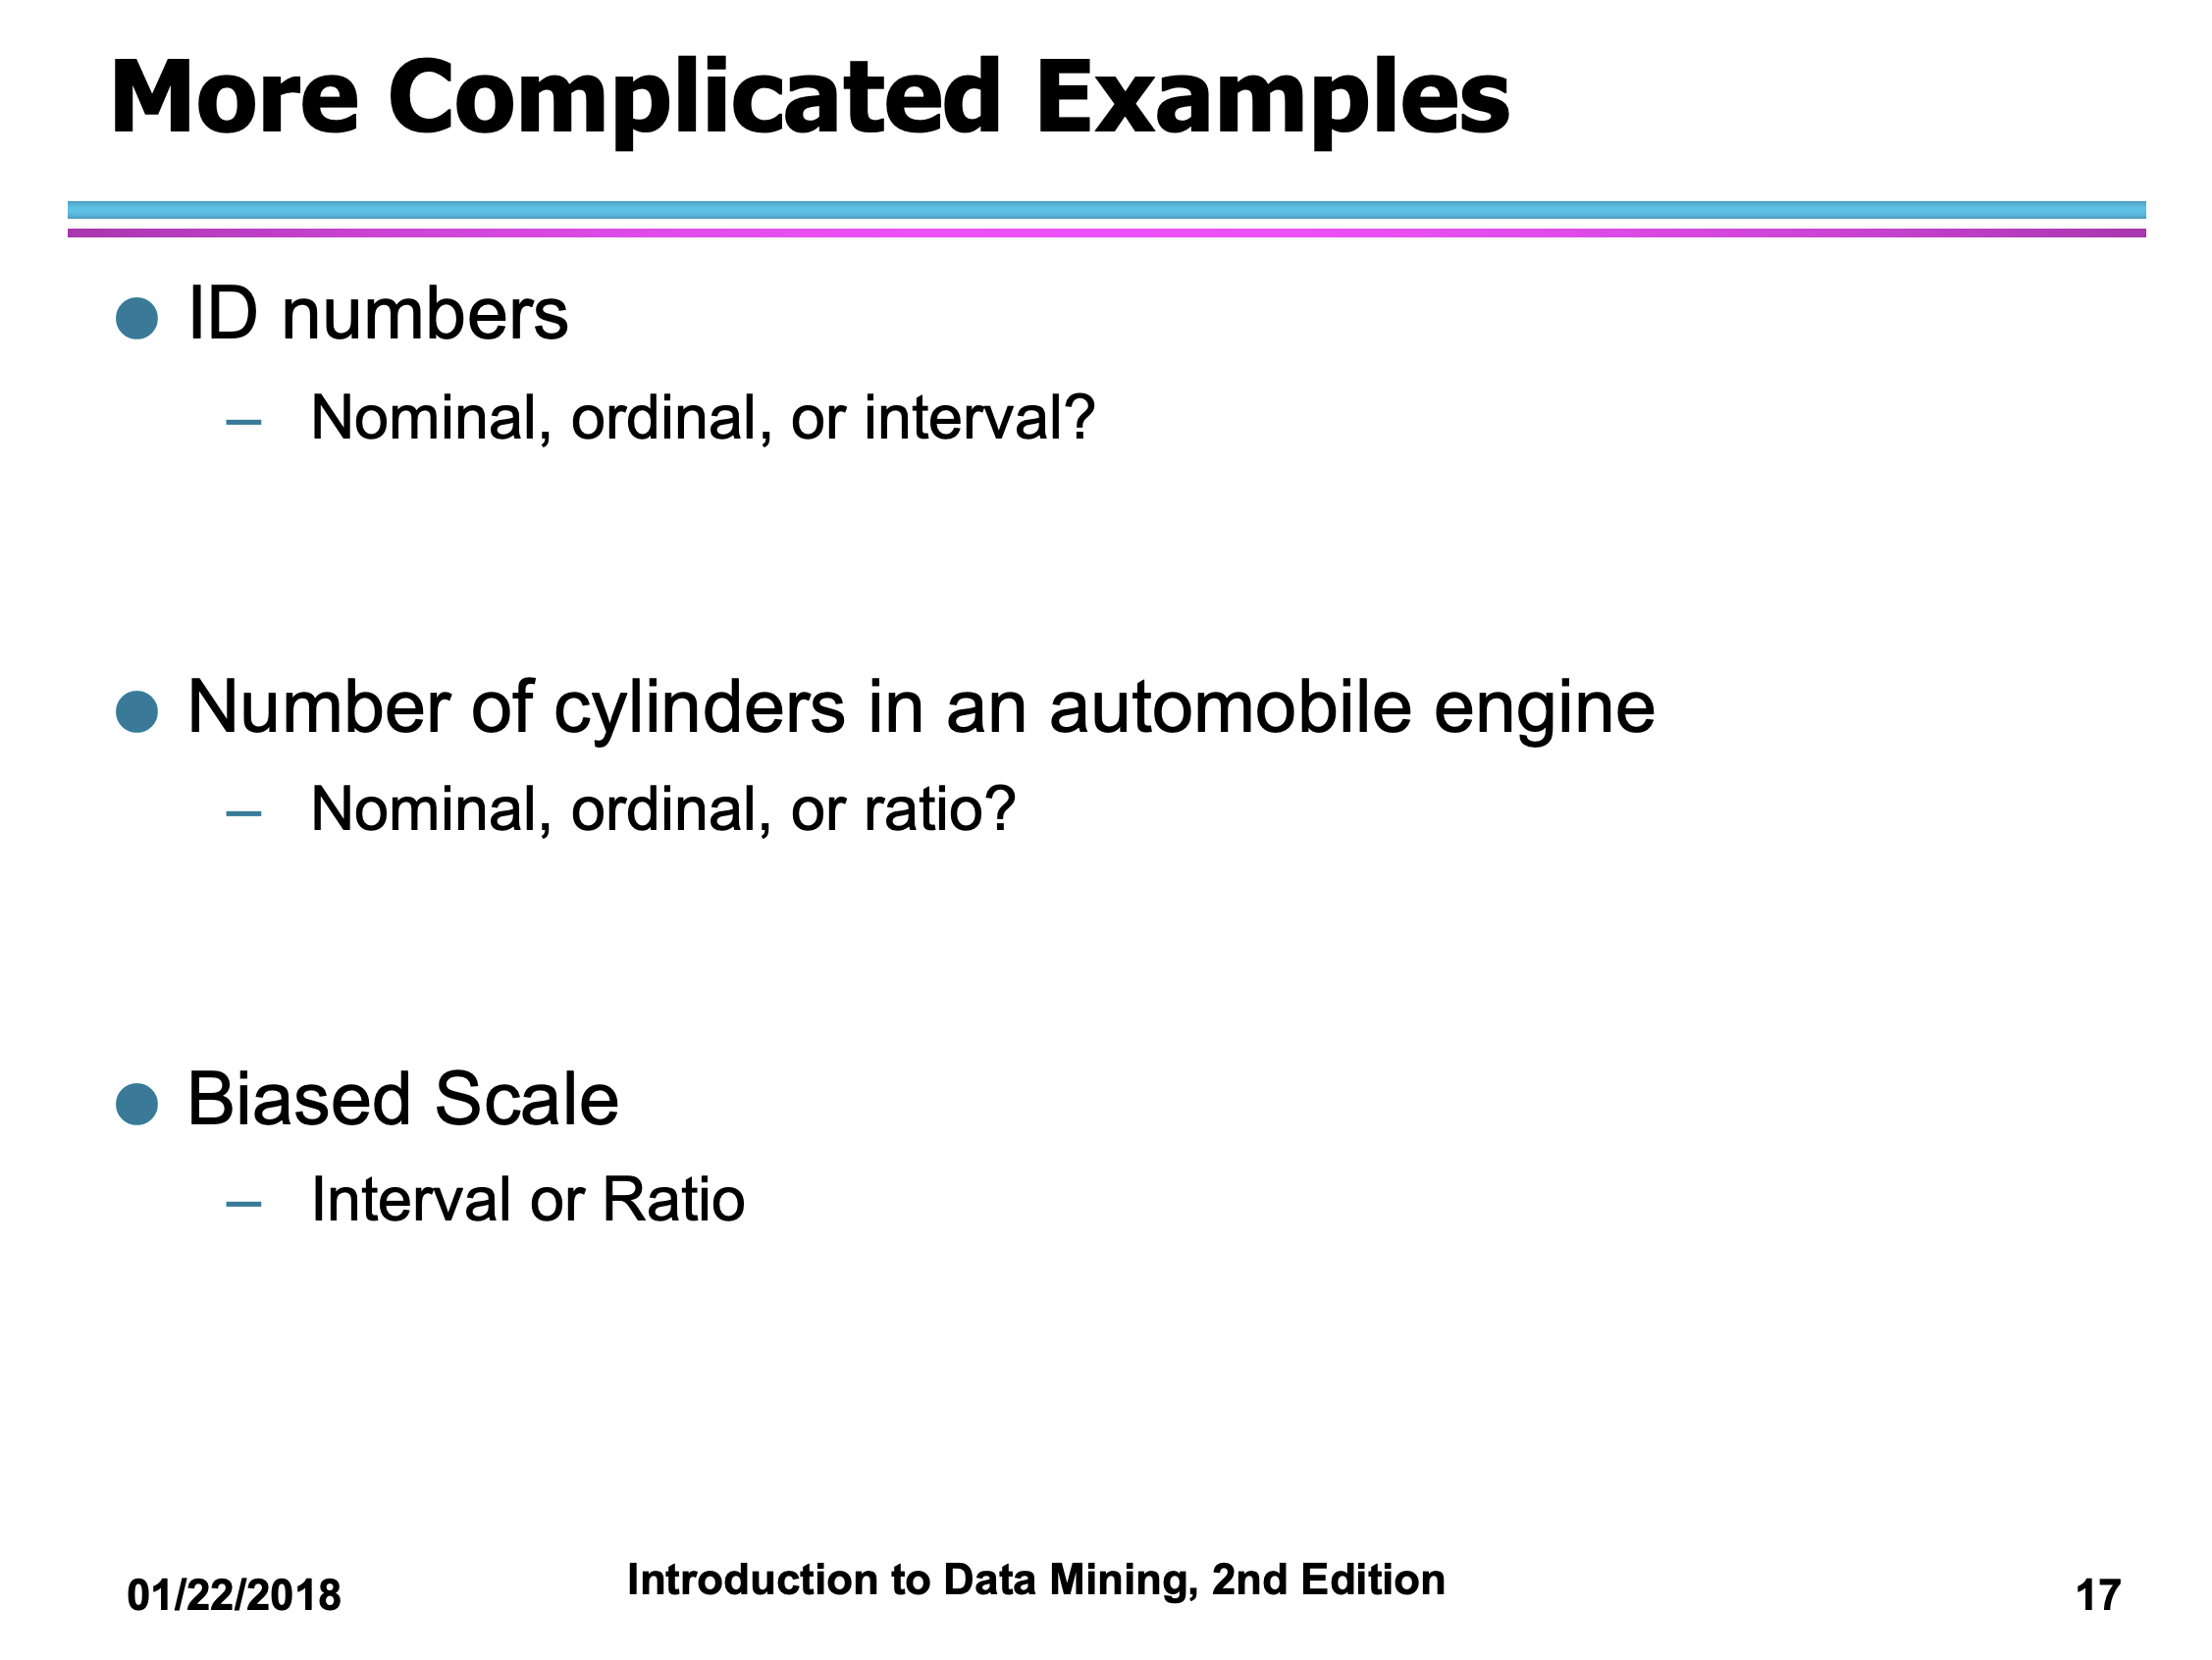 More Complicated Examples
ID numbers
– Nominal, ordinal, or interval?
Number of cylinders in an automobile engine
– Nominal, ordinal, or ratio?
Biased Scale
– Interval or Ratio
01/22/2018
Introduction to Data Mining, 2nd Edition
17